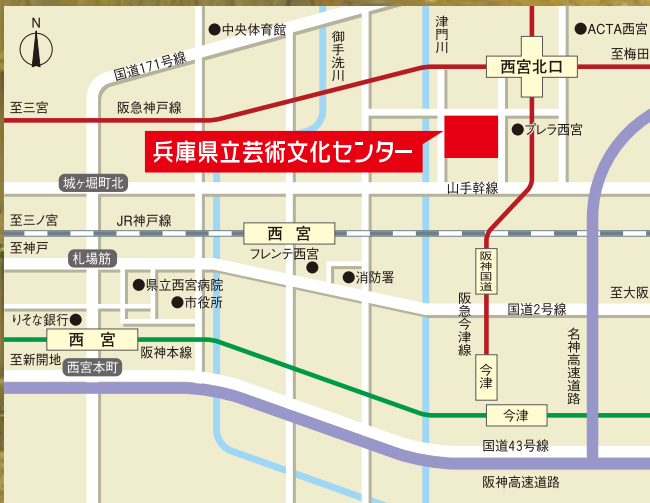 N
中央体育館
御手洗川
津門川
ACTA西宮
国道171号線
西宮北口
至梅田
至三宮
阪急神戸線
プレラ西宮
兵庫県立芸術文化センター
城ヶ堀町北
山手幹線
至三ノ宮
JR神戸線
西宮
至神戸
札場筋
フレンテ西宮
阪神国道
消防署
県立西宮病院
市役所
至大阪
国道2号線
りそな銀行
阪急今津線
名神高速道路
西宮
阪神本線
至新開地
西宮本町
今津
今津
国道43号線
阪神高速道路